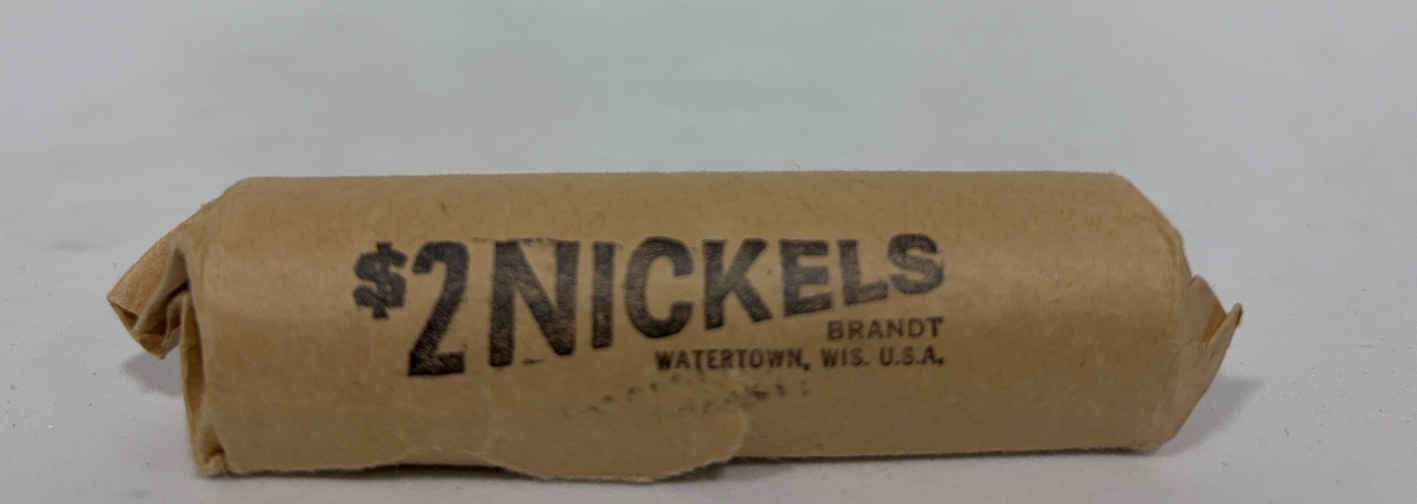 $2 NICKELS
BRANDT
WATERTOWN, WIS. U.S.A.